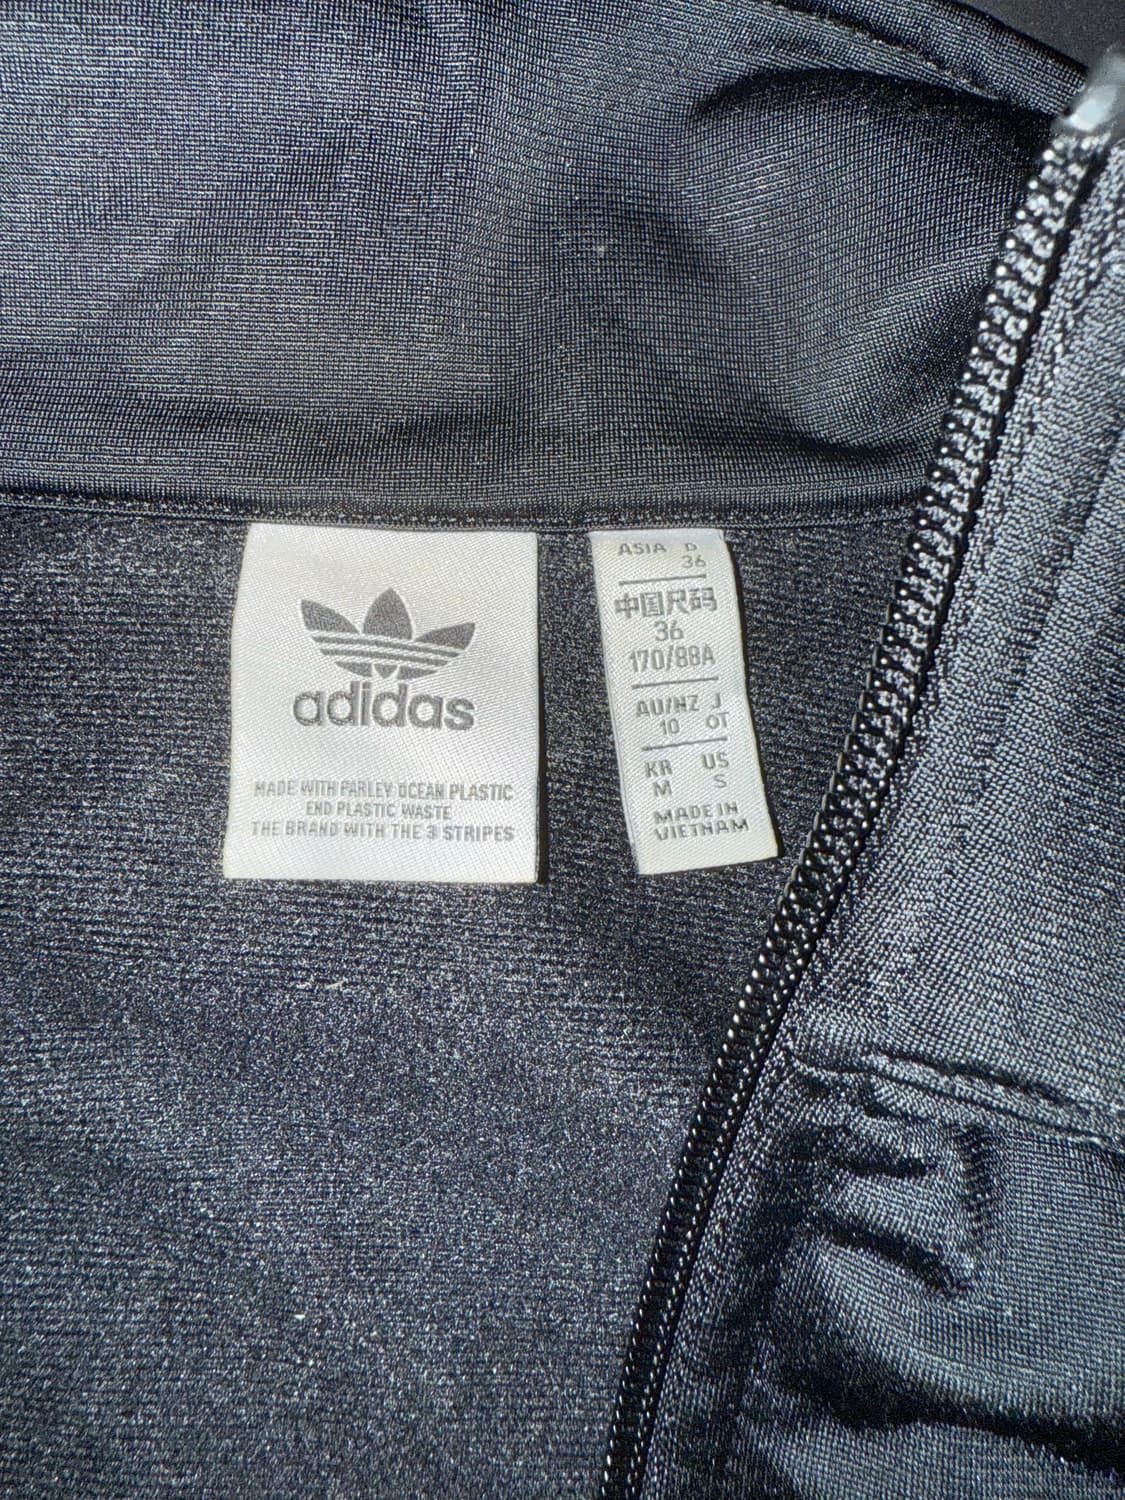 adidas
MADE WITH PARLEY OCEAN PLASTIC
END PLASTIC WASTE
THE BRAND WITH THE 3 STRIPES
ASIA D
36
中国尺码
36
170/88A
AU/NZ J
10 OT
KR US
M S
MADE IN
VIETNAM